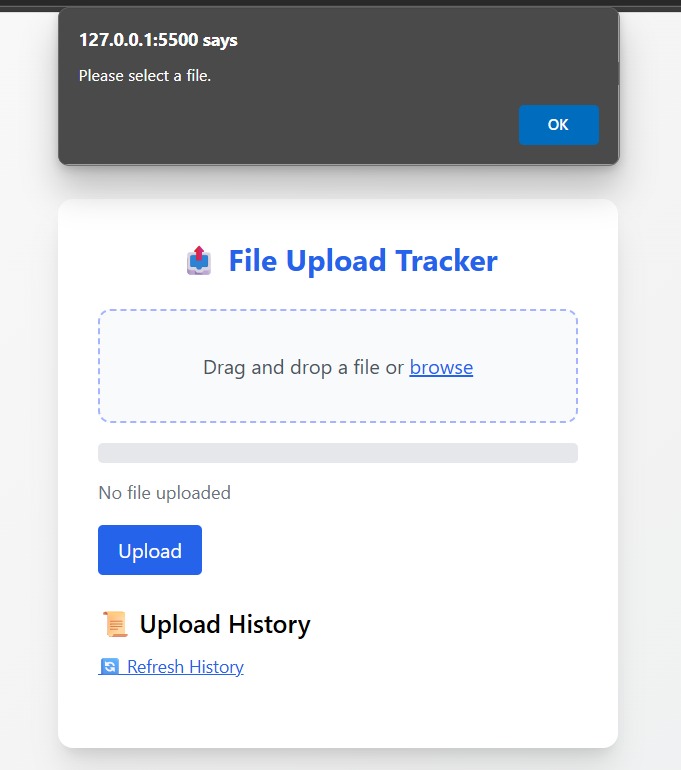 127.0.0.1:5500 says
Please select a file.
OK
File Upload Tracker
Drag and drop a file or browse
No file uploaded
Upload
Upload History
Refresh History